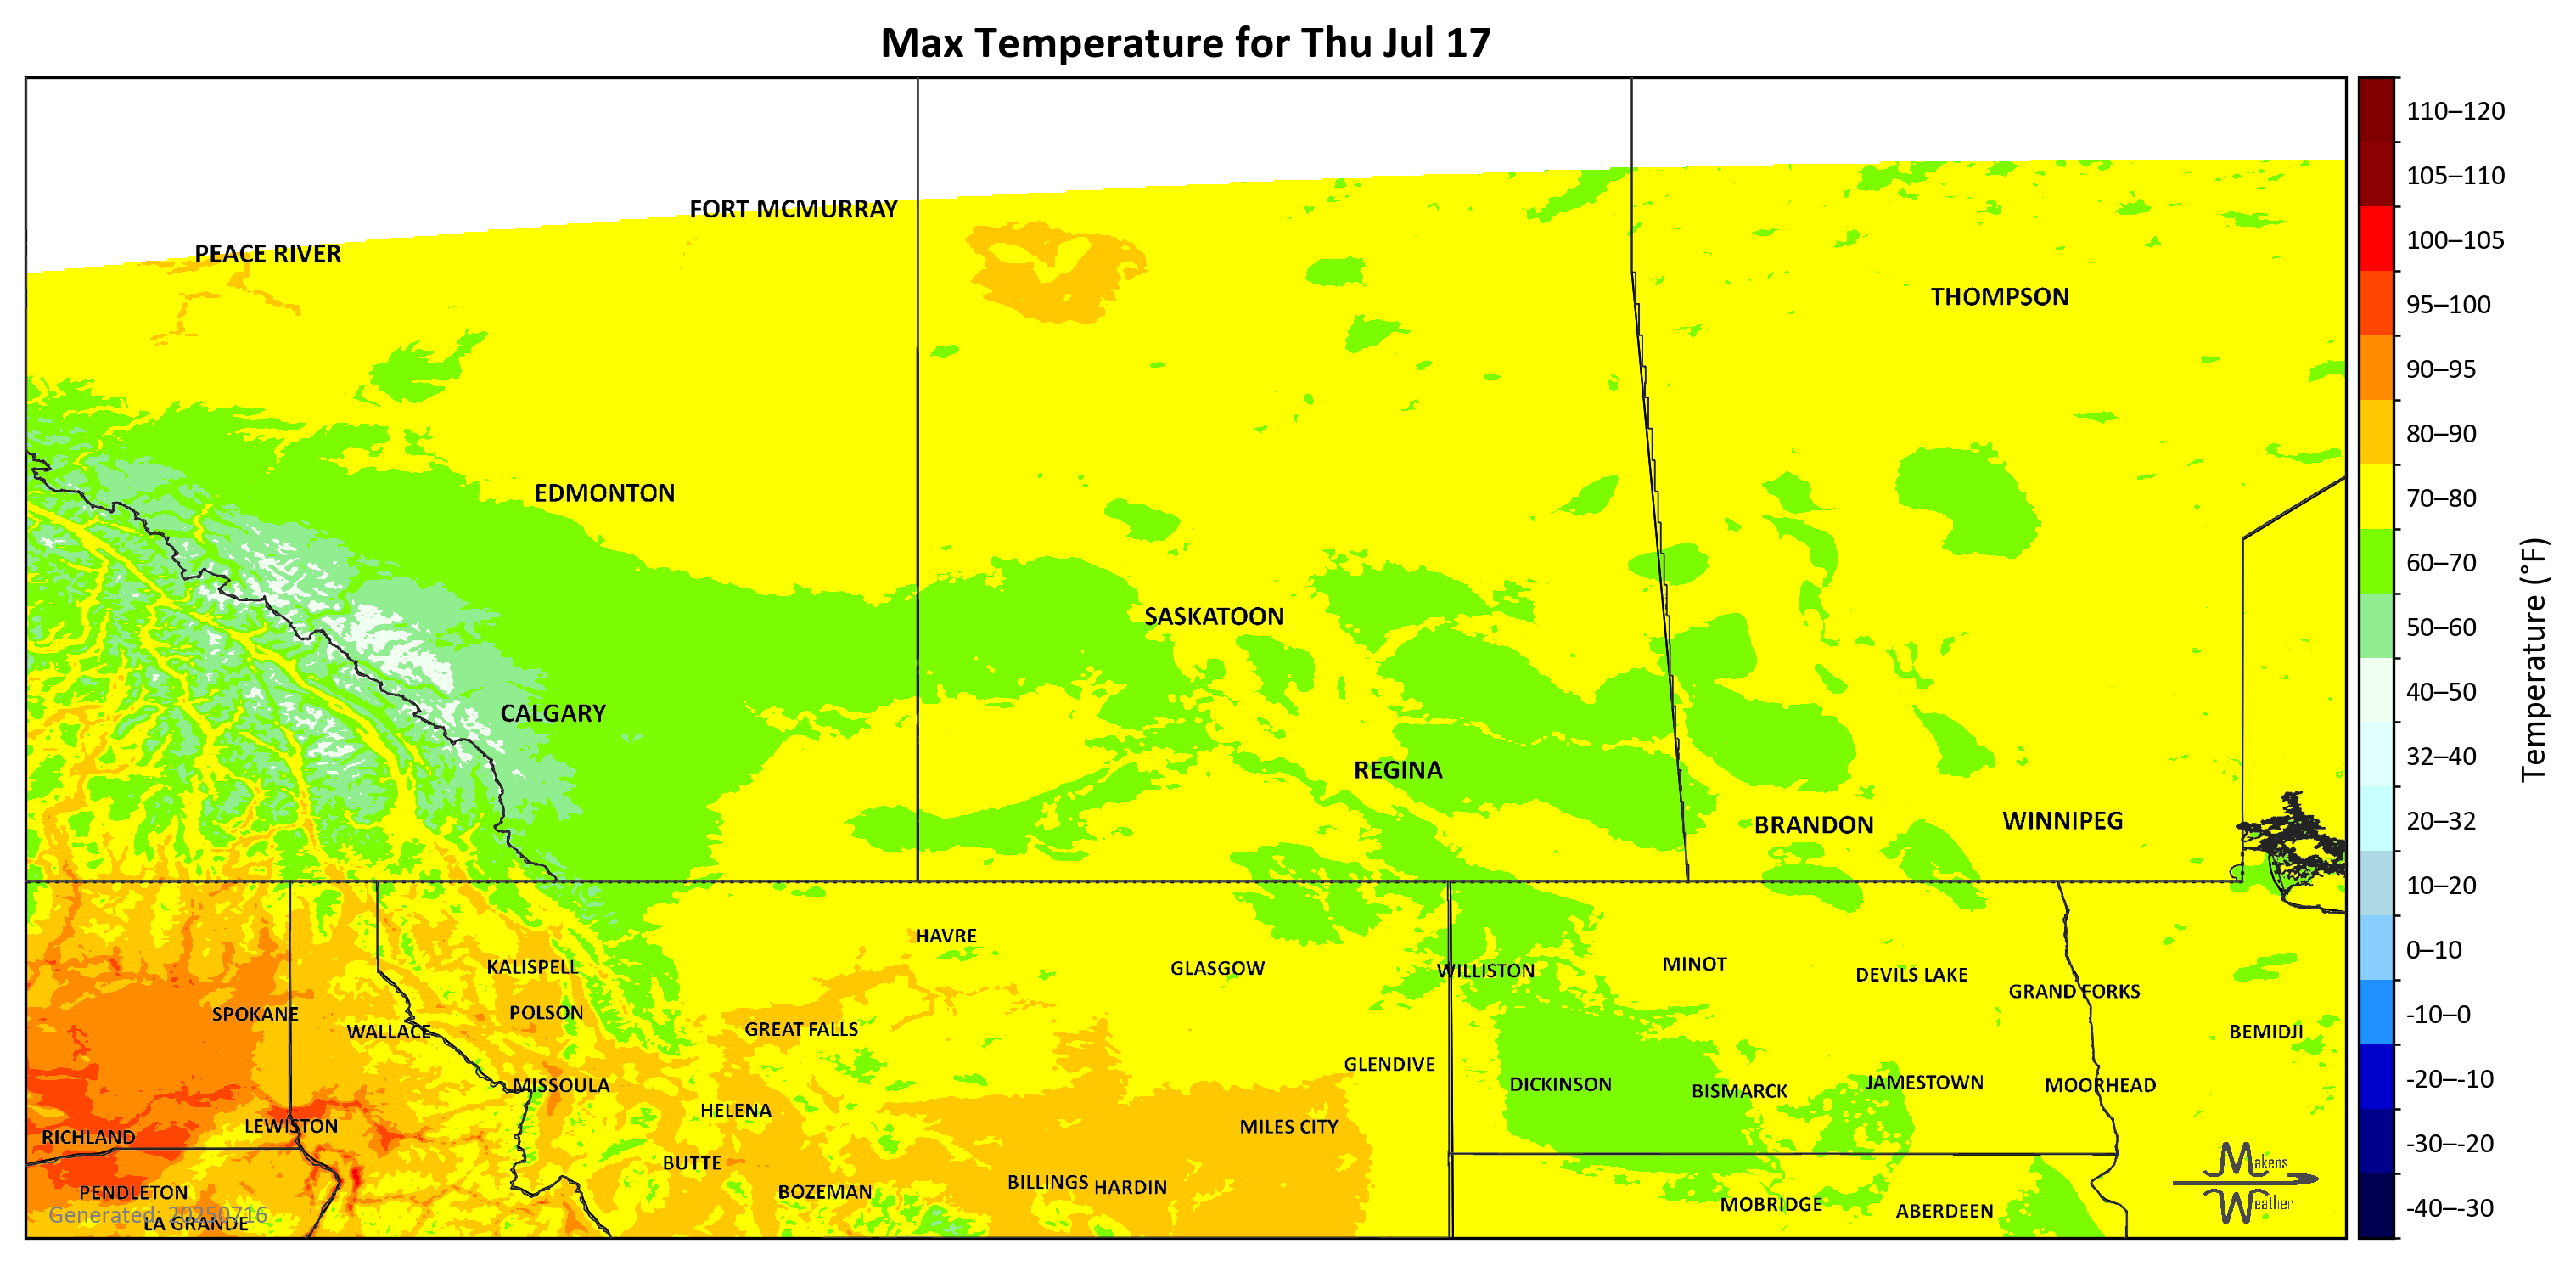 Max Temperature for Thu Jul 17
FORT MCMURRAY
PEACE RIVER
THOMPSON
EDMONTON
SASKATOON
CALGARY
REGINA
BRANDON
WINNIPEG
HAVRE
KALISPELL
GLASGOW
WILLISTON
MINOT
DEVILS LAKE
GRAND FORKS
SPOKANE
POLSON
WALLACE
GREAT FALLS
BEMIDJI
GLENDIVE
MISSOULA
DICKINSON
BISMARCK
JAMESTOWN
MOORHEAD
HELENA
LEWISTON
MILES CITY
RICHLAND
BUTTE
BOZEMAN
BILLINGS
HARDIN
PENDLETON
MOBRIDGE
ABERDEEN
Generated: 20250716
LA GRANDE
Makens
Weather
110–120
105–110
100–105
95–100
90–95
80–90
70–80
60–70
50–60
40–50
32–40
20–32
10–20
0–10
-10–0
-20–-10
-30–-20
-40–-30
Temperature (°F)